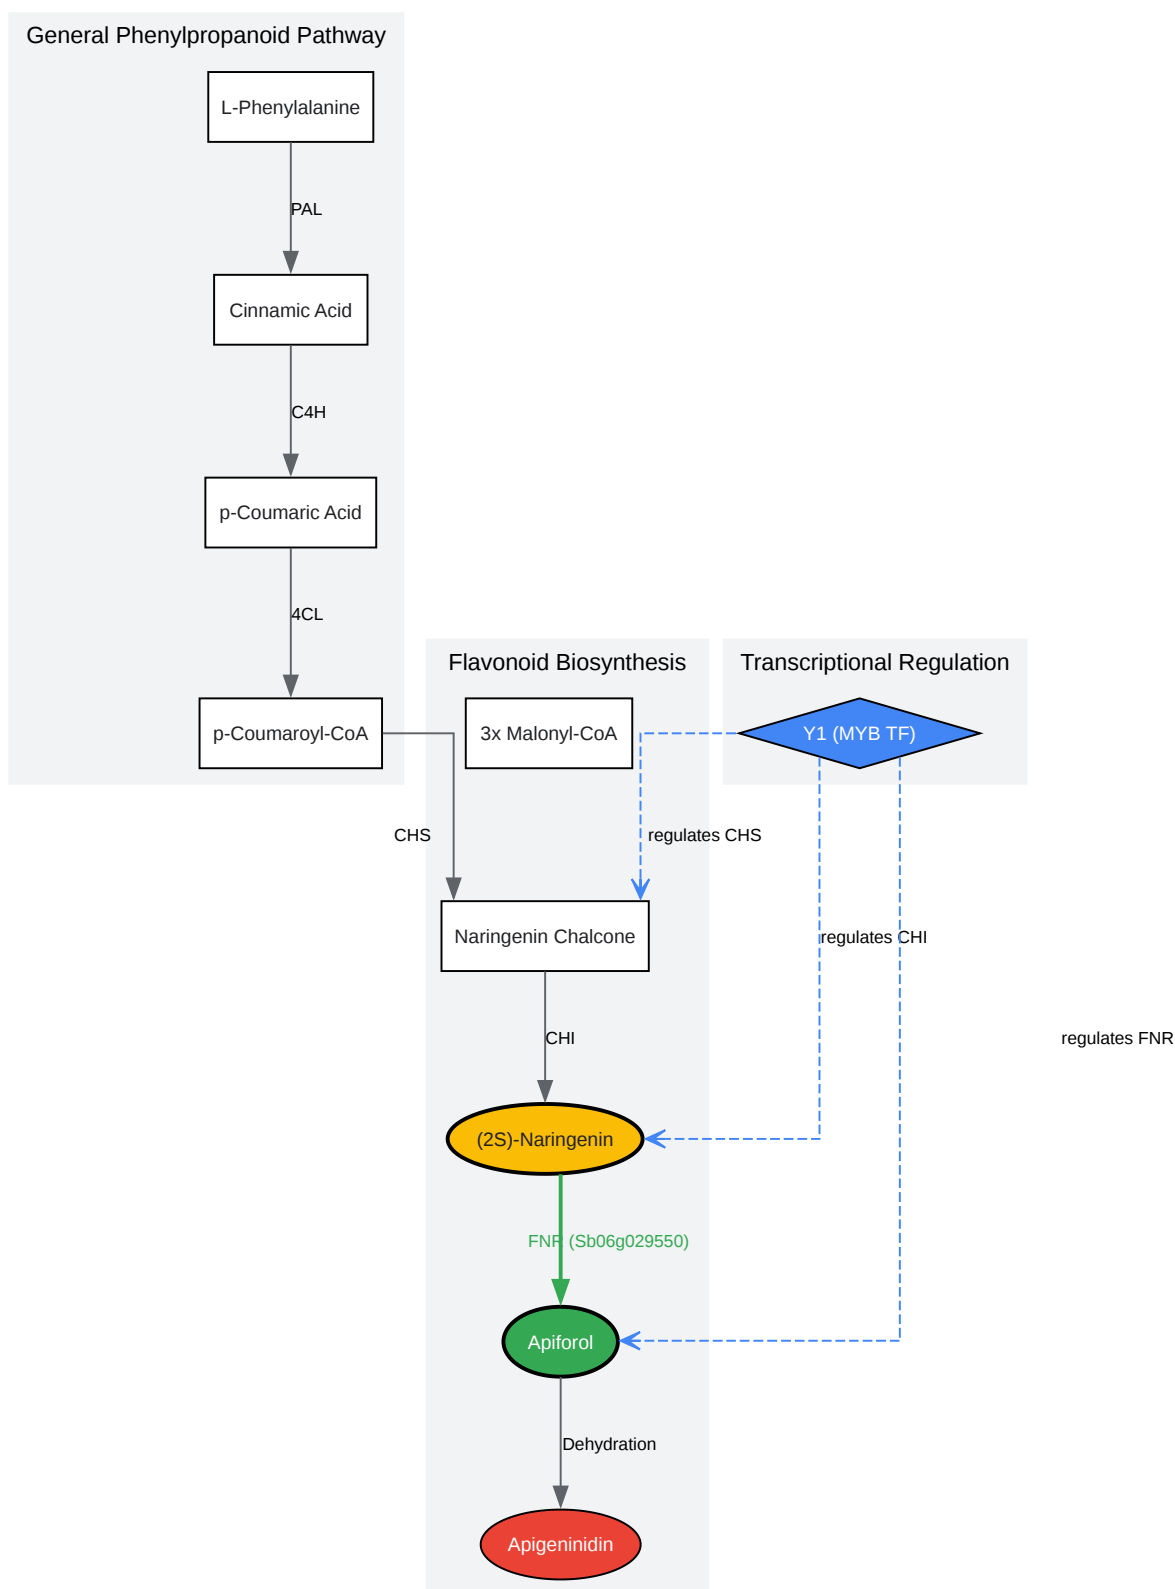 General Phenylpropanoid Pathway
L-Phenylalanine
PAL
Cinnamic Acid
C4H
p-Coumaric Acid
4CL
p-Coumaroyl-CoA
Flavonoid Biosynthesis
3x Malonyl-CoA
Transcriptional Regulation
Y1 (MYB TF)
CHS
regulates CHS
Naringenin Chalcone
regulates CHI
CHI
regulates FNR
(2S)-Naringenin
FNR (Sb06g029550)
Apiforol
Dehydration
Apigeninidin